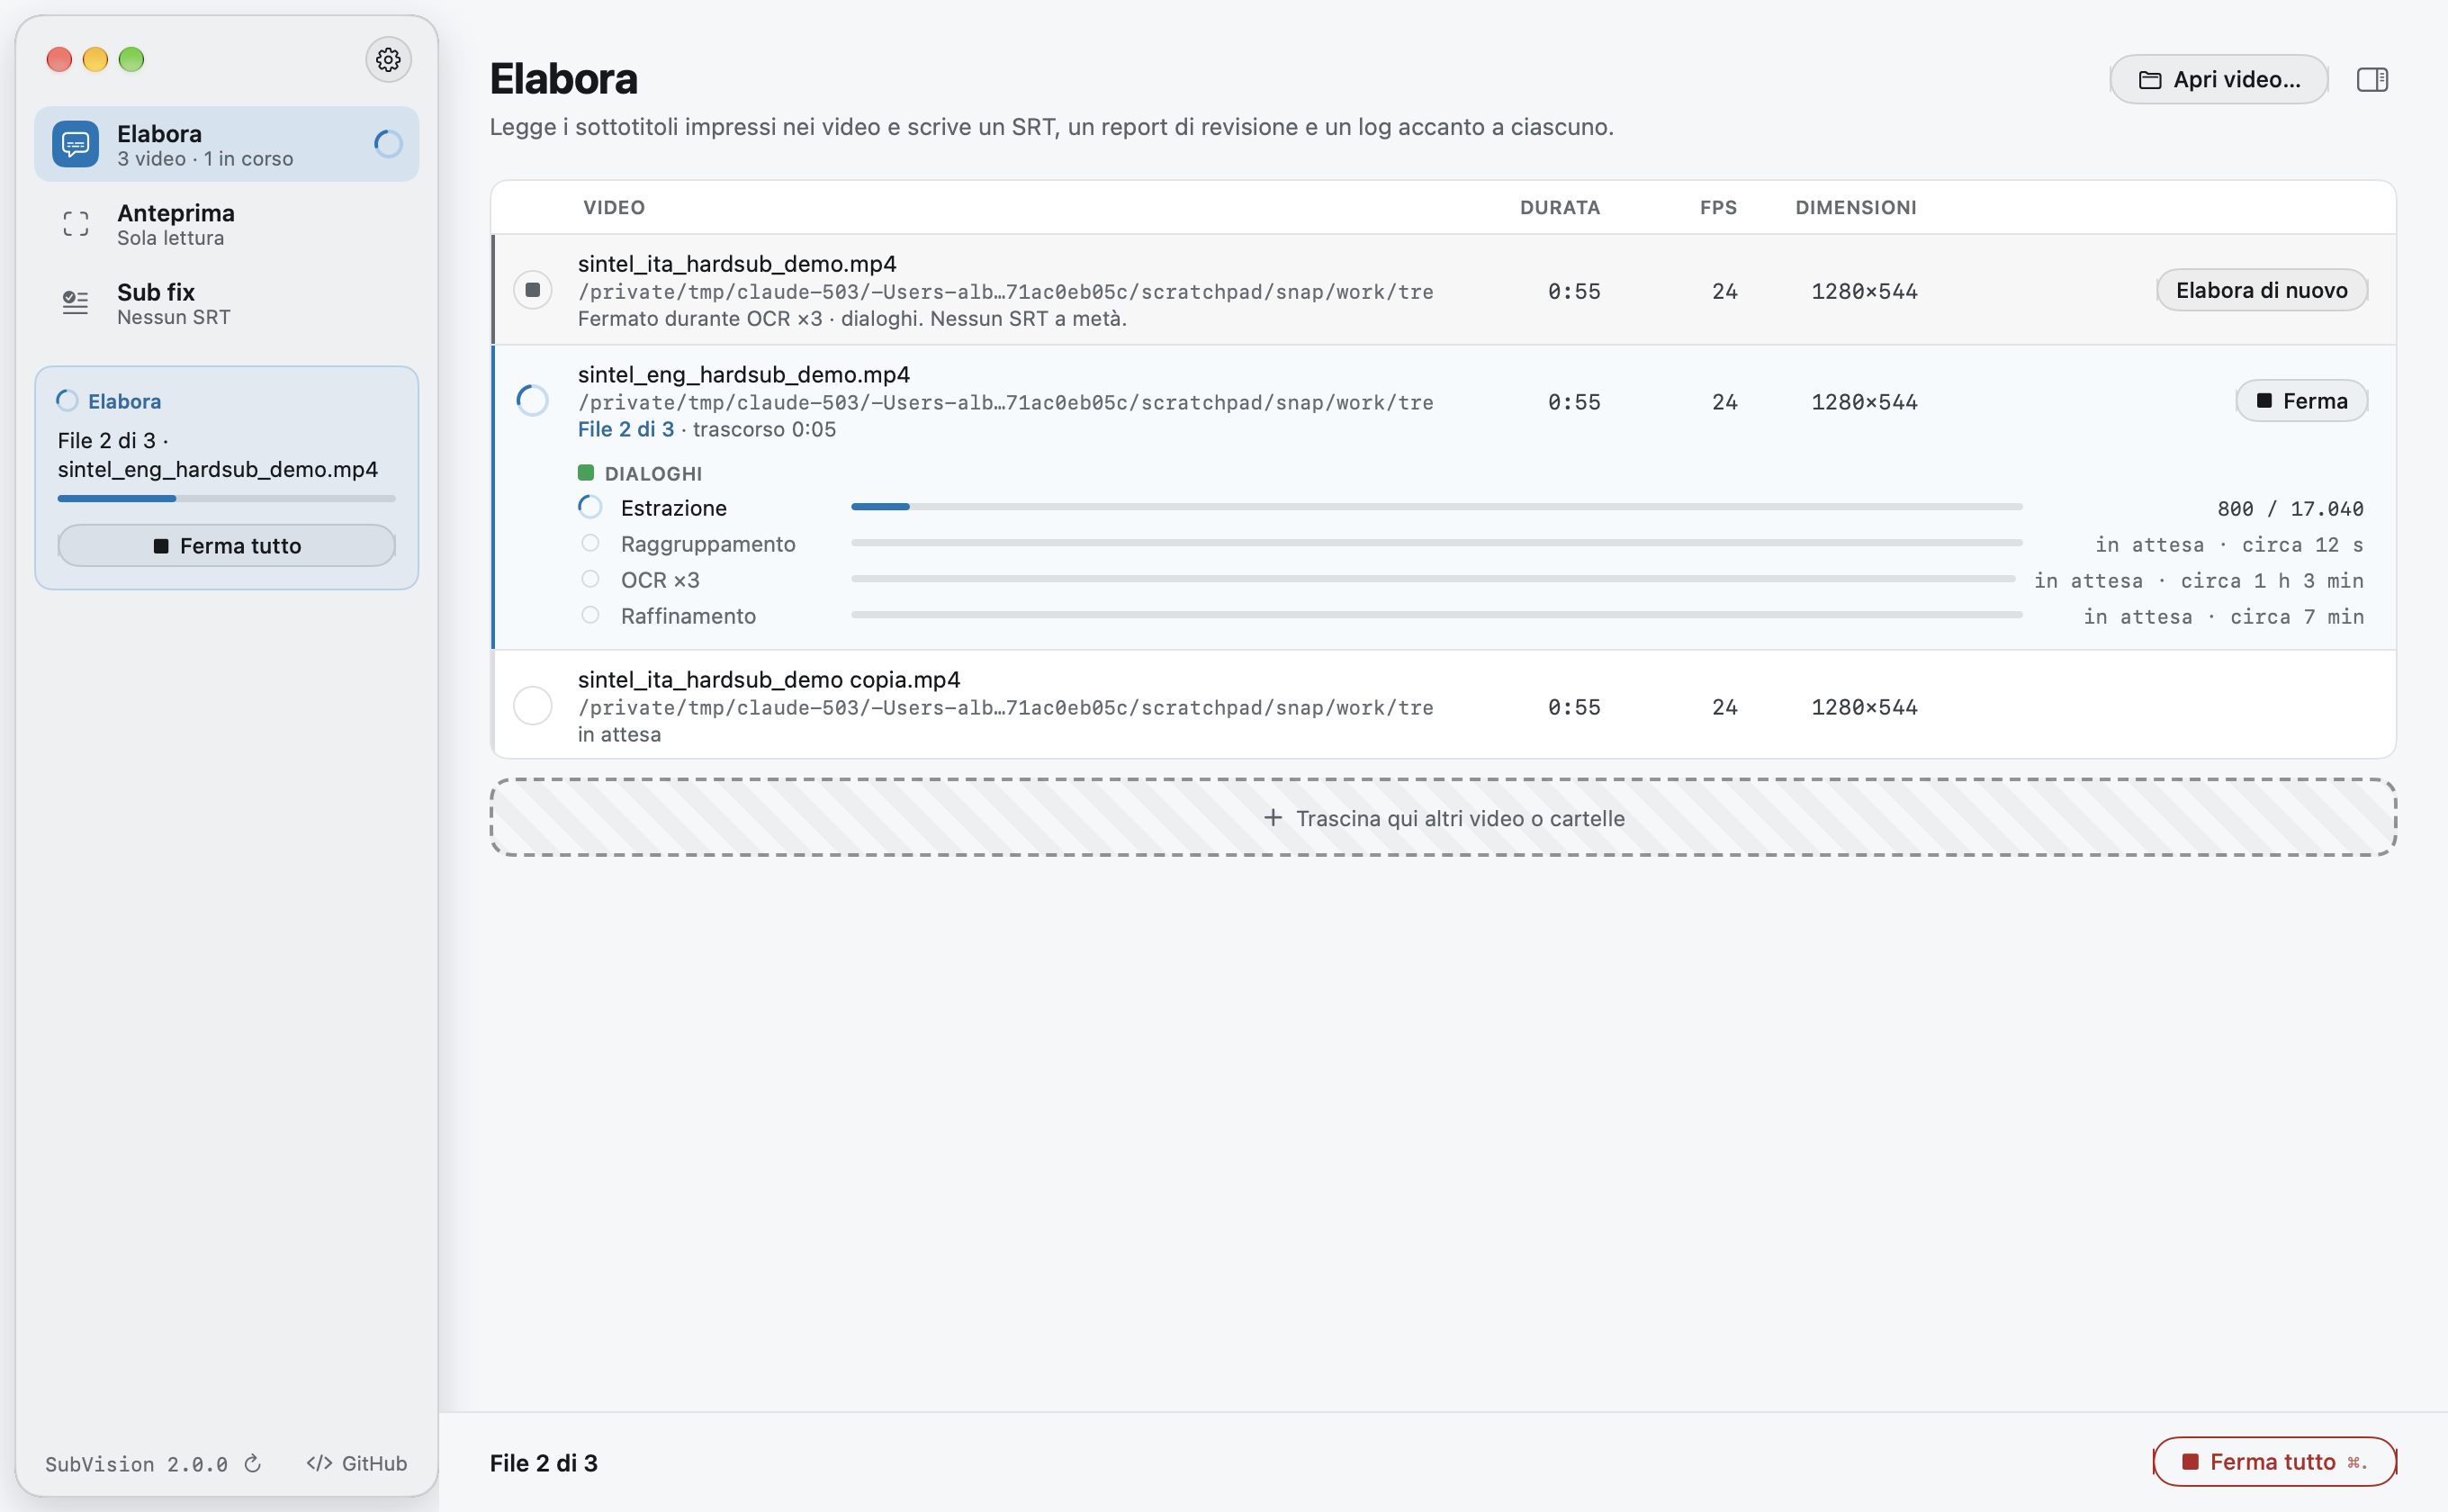 Elabora
3 video · 1 in corso
Anteprima
Sola lettura
Sub fix
Nessun SRT
Elabora
File 2 di 3 ·
sintel_eng_hardsub_demo.mp4
Ferma tutto
SubVision 2.0.0
</> GitHub
Elabora
Apri video...
Legge i sottotitoli impressi nei video e scrive un SRT, un report di revisione e un log accanto a ciascuno.
VIDEO DURATA FPS DIMENSIONI
sintel_ita_hardsub_demo.mp4
/private/tmp/claude-503/-Users-alb…71ac0eb05c/scratchpad/snap/work/tre 0:55 24 1280×544 Elabora di nuovo
Fermato durante OCR ×3 · dialoghi. Nessun SRT a metà.
sintel_eng_hardsub_demo.mp4
/private/tmp/claude-503/-Users-alb…71ac0eb05c/scratchpad/snap/work/tre 0:55 24 1280×544 Ferma
File 2 di 3 · trascorso 0:05
DIALOGHI
Estrazione 800 / 17.040
Raggruppamento in attesa · circa 12 s
OCR ×3 in attesa · circa 1 h 3 min
Raffinamento in attesa · circa 7 min
sintel_ita_hardsub_demo copia.mp4
/private/tmp/claude-503/-Users-alb…71ac0eb05c/scratchpad/snap/work/tre 0:55 24 1280×544
in attesa
+ Trascina qui altri video o cartelle
File 2 di 3
Ferma tutto ⌘.